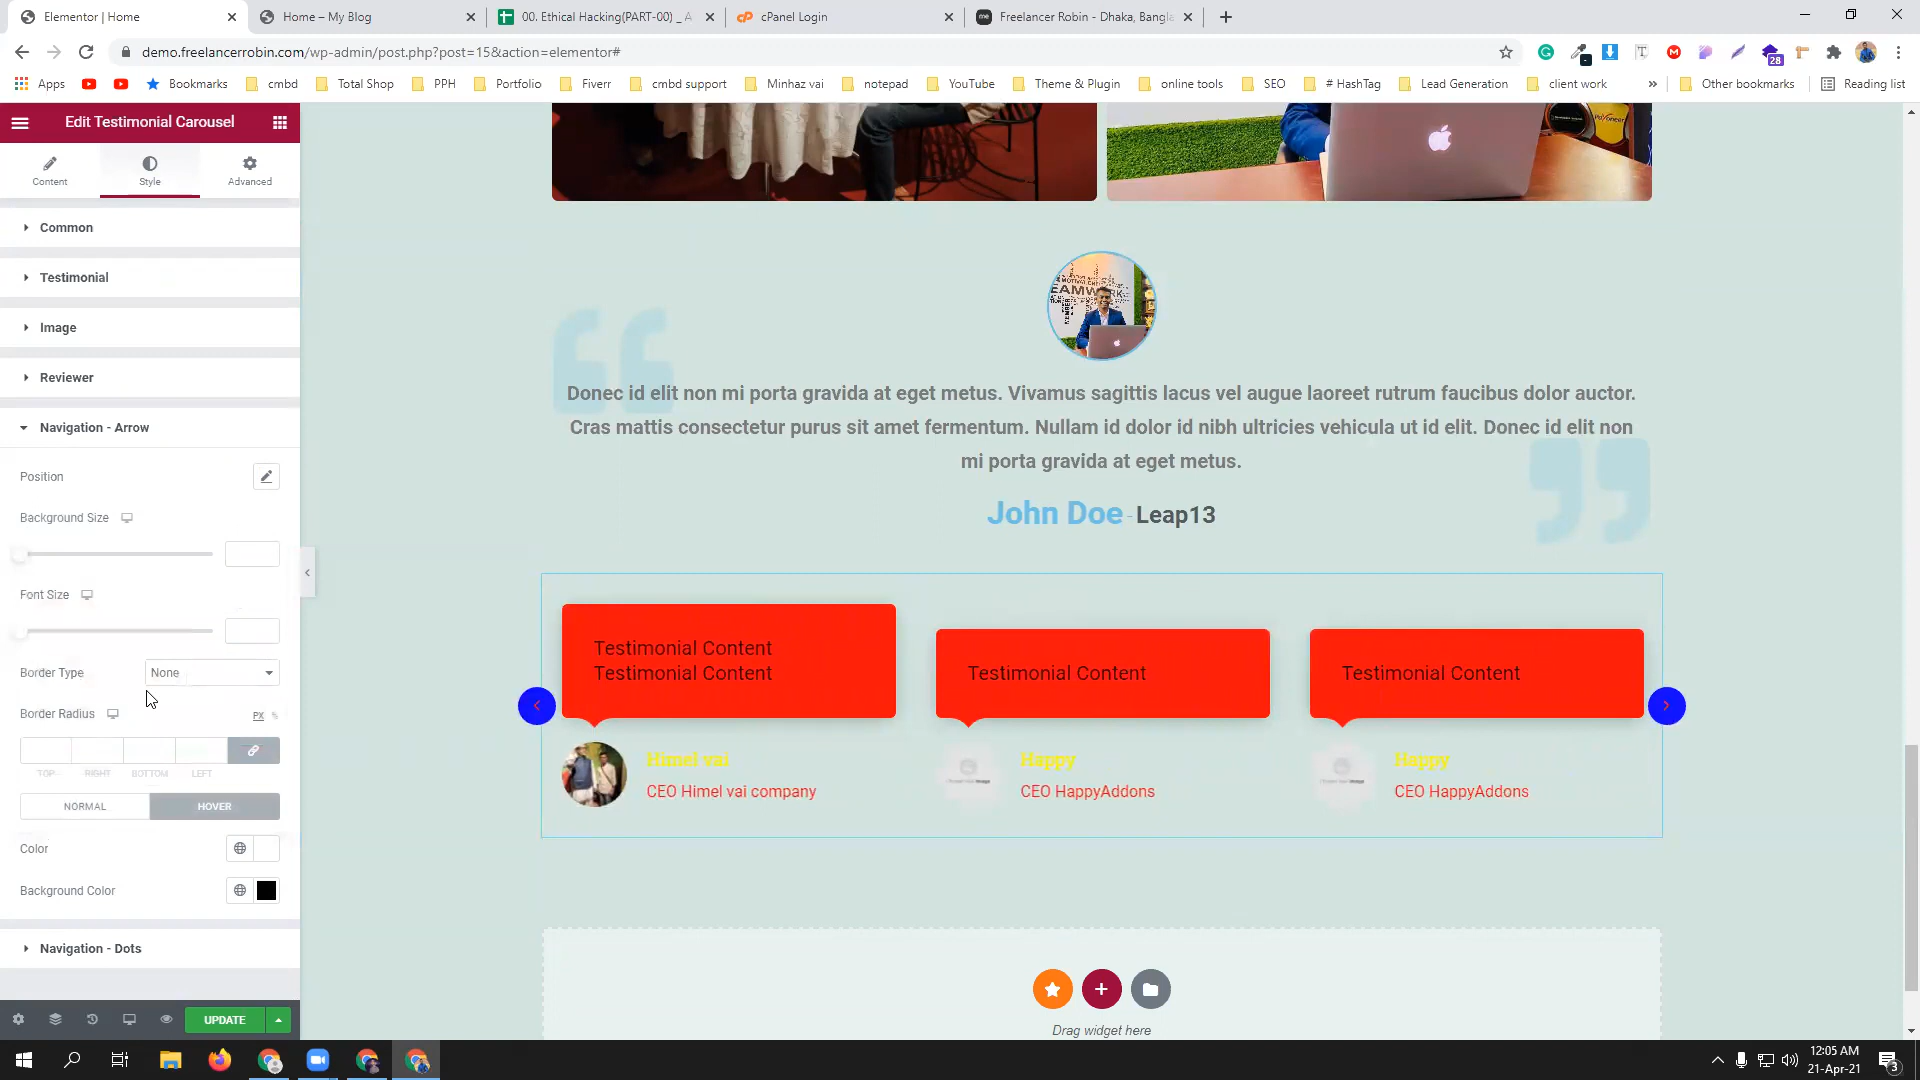 Elementor | Home
Home – My Blog
00. Ethical Hacking(PART-00) _ A
cPanel Login
Freelancer Robin - Dhaka, Bangla
demo.freelancerrobin.com/wp-admin/post.php?post=15&action=elementor#
28
Apps
Bookmarks
cmbd
Total Shop
PPH
Portfolio
Fiverr
cmbd support
Minhaz vai
notepad
YouTube
Theme & Plugin
online tools
SEO
# HashTag
Lead Generation
client work
»
Other bookmarks
Reading list
Edit Testimonial Carousel
Content
Style
Advanced
Common
Testimonial
Image
Reviewer
Navigation - Arrow
Position
Background Size
Font Size
Border Type
None
Border Radius
PX
%
TOP
RIGHT
BOTTOM
LEFT
NORMAL
HOVER
Color
Background Color
Navigation - Dots
UPDATE
Payoneer
Donec id elit non mi porta gravida at eget metus. Vivamus sagittis lacus vel augue laoreet rutrum faucibus dolor auctor.
Cras mattis consectetur purus sit amet fermentum. Nullam id dolor id nibh ultricies vehicula ut id elit. Donec id elit non
mi porta gravida at eget metus.
John Doe - Leap13
Testimonial Content
Testimonial Content
Testimonial Content
Testimonial Content
Himel vai
CEO Himel vai company
Happy
CEO HappyAddons
Happy
CEO HappyAddons
Drag widget here
12:05 AM
21-Apr-21
3